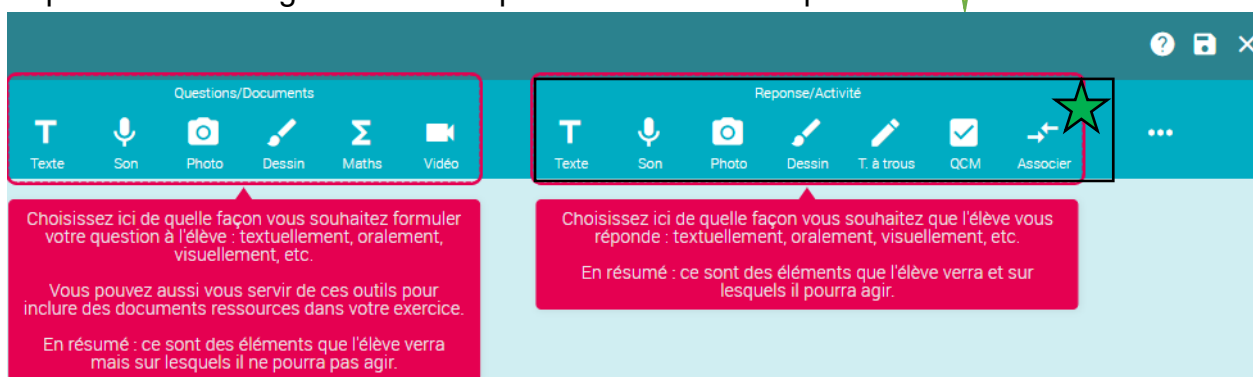 Questions/Documents
Texte Son Photo Dessin Maths Vidéo
Choisissez ici de quelle façon vous souhaitez formuler
votre question à l'élève : textuellement, oralement,
visuellement, etc.
Vous pouvez aussi vous servir de ces outils pour
inclure des documents ressources dans votre exercice.
En résumé : ce sont des éléments que l'élève verra
mais sur lesquels il ne pourra pas agir.
Reponse/Activité
Texte Son Photo Dessin T. à trous QCM Associer
Choisissez ici de quelle façon vous souhaitez que l'élève vous
réponde : textuellement, oralement, visuellement, etc.
En résumé : ce sont des éléments que l'élève verra et sur
lesquels il pourra agir.